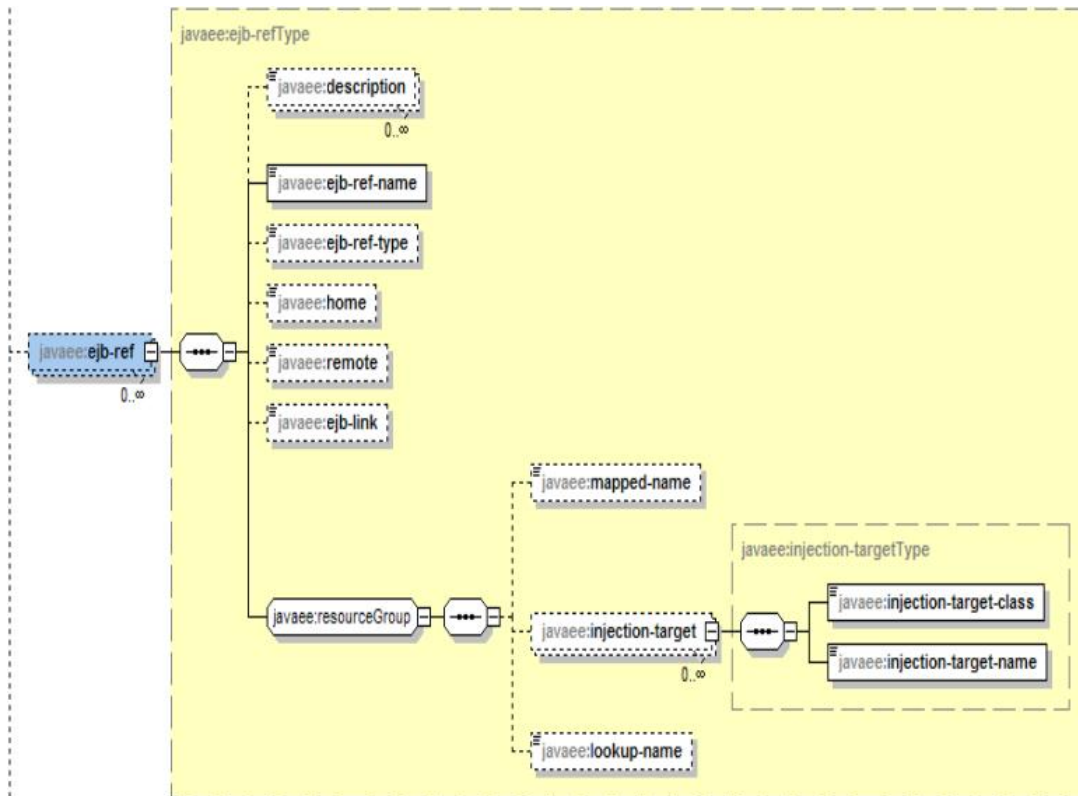 javaee:ejb-refType
javaee:description
0..∞
javaee:ejb-ref-name
javaee:ejb-ref-type
javaee:home
javaee:ejb-ref
0..∞
javaee:remote
javaee:ejb-link
javaee:mapped-name
javaee:injection-targetType
javaee:injection-target-class
javaee:resourceGroup
javaee:injection-target
0..∞
javaee:injection-target-name
javaee:lookup-name